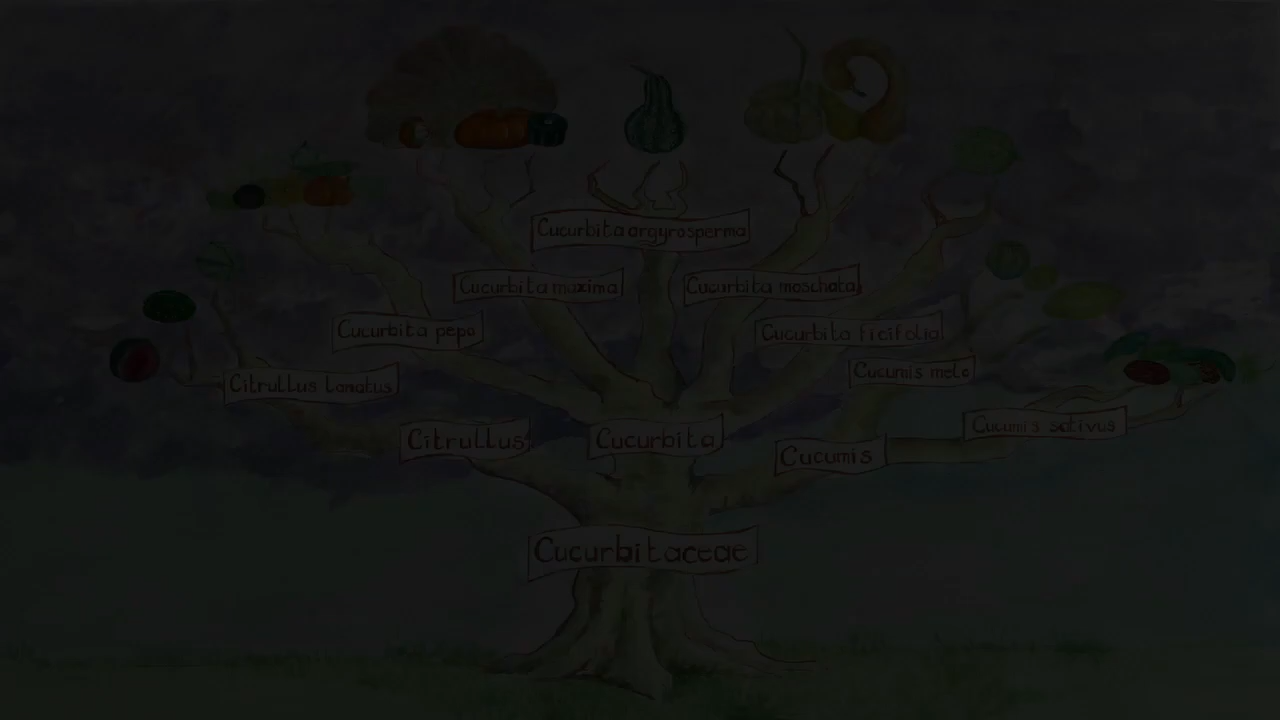 Cucurbita argyrosperma
Cucurbita maxima
Cucurbita moschata
Cucurbita pepo
Cucurbita ficifolia
Cucumis melo
Citrullus lanatus
Cucumis sativus
Citrullus
Cucurbita
Cucumis
Cucurbitaceae